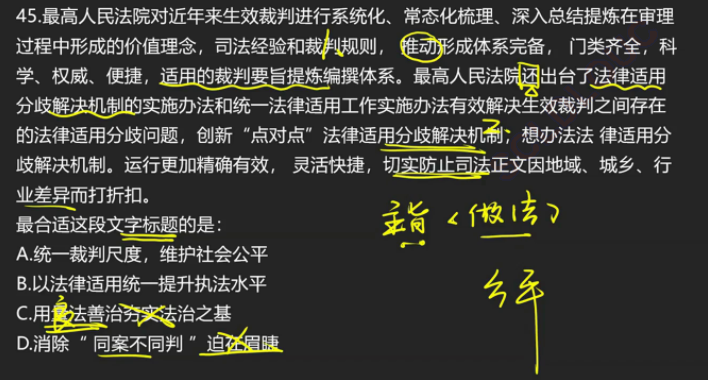 45.最高人民法院对近年来生效裁判进行系统化、常态化梳理、深入总结提炼在审理
过程中形成的价值理念，司法经验和裁判规则，推动形成体系完备， 门类齐全，科
学、权威、便捷，适用的裁判要旨提炼编撰体系。最高人民法院还出台了法律适用
分歧解决机制的实施办法和统一法律适用工作实施办法有效解决生效裁判之间存在
的法律适用分歧问题，创新“点对点”法律适用分歧解决机制；想办法法 律适用分
歧解决机制。运行更加精确有效， 灵活快捷，切实防止司法正文因地域、城乡、行
业差异而打折扣。
最合适这段文字标题的是：
主旨（做法）
A.统一裁判尺度，维护社会公平
B.以法律适用统一提升执法水平
公平
C.用良法善治夯实法治之基
D.消除“ 同案不同判 ”迫在眉睫